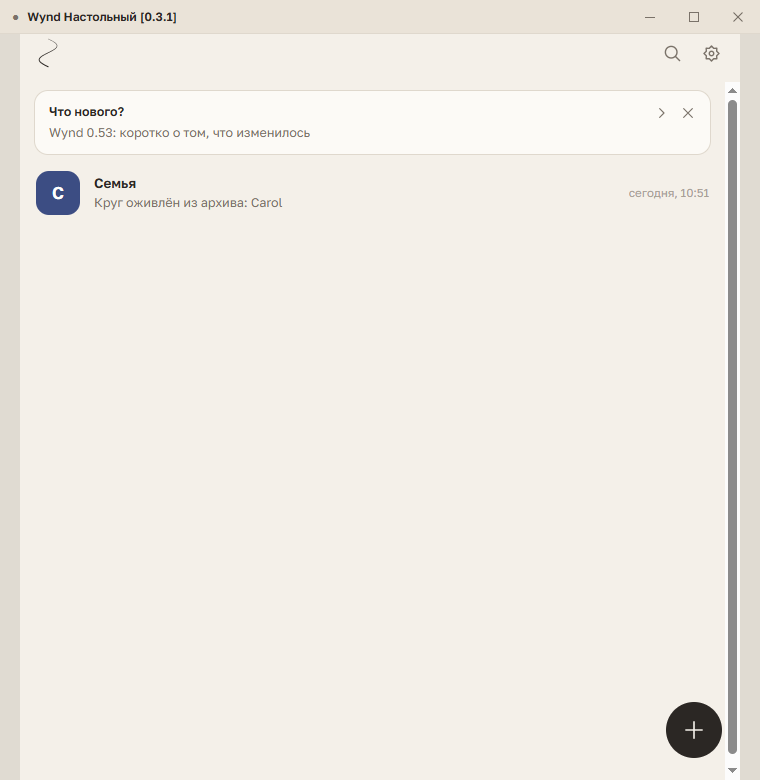 Wynd Настольный [0.3.1]
Что нового?
Wynd 0.53: коротко о том, что изменилось
С
Семья
Круг оживлён из архива: Carol
сегодня, 10:51